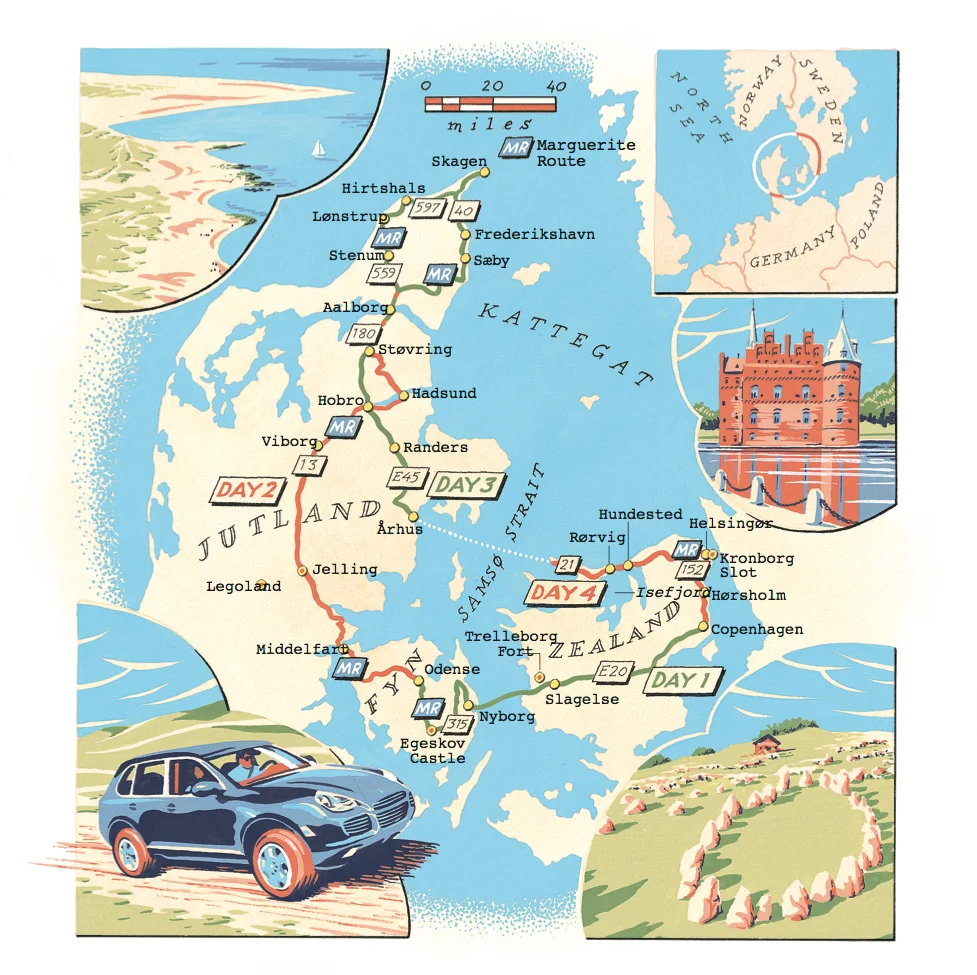 0 20 40
miles
MR Marguerite
Route
Skagen
Hirtshals
597
40
Lønstrup
MR
Frederikshavn
Stenum
Sæby
559
MR
Aalborg
180
Støvring
Hadsund
Hobro
MR
Viborg
Randers
13
E45
DAY 2
DAY 3
JUTLAND
Århus
KATTEGAT
SAMSØ STRAIT
Hundested
Helsingør
Rørvig
MR
21
Kronborg
Slot
152
DAY 4
Isefjord
Hørsholm
Jelling
Legoland
ZEALAND
Copenhagen
Trelleborg
Fort
Middelfart
MR
FYN
Odense
E20
DAY 1
Slagelse
MR
315
Nyborg
Egeskov
Castle
NORTH
SEA
NORWAY
SWEDEN
GERMANY
POLAND